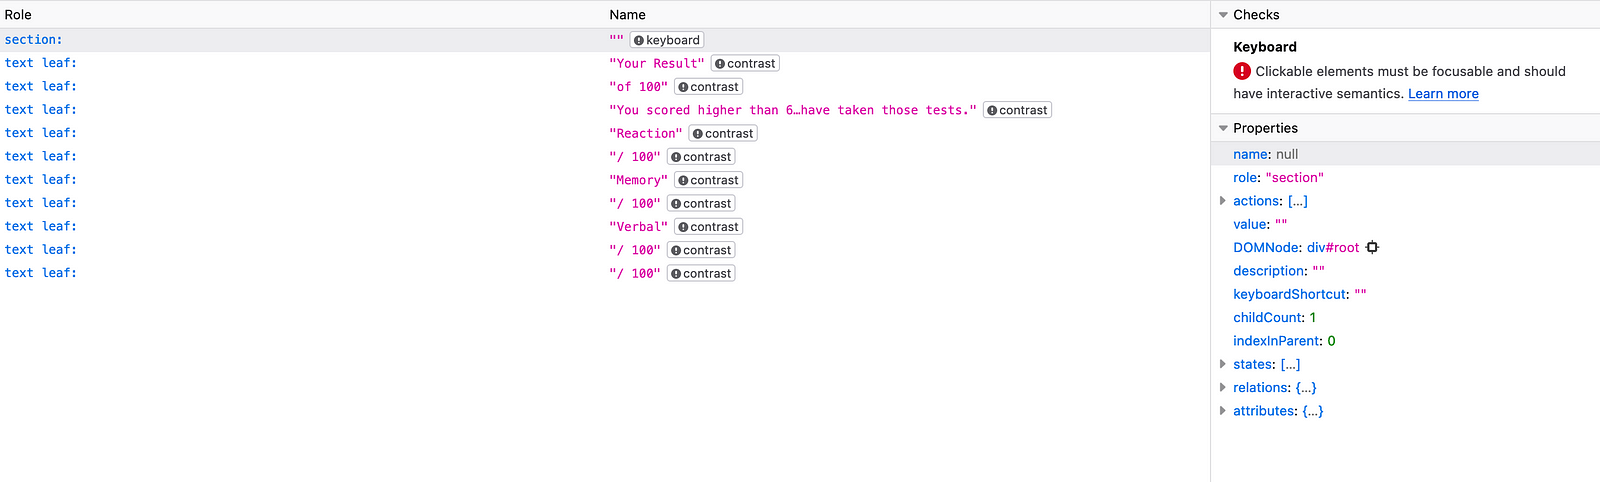 Role Name
section: "" keyboard
text leaf: "Your Result" contrast
text leaf: "of 100" contrast
text leaf: "You scored higher than 6…have taken those tests." contrast
text leaf: "Reaction" contrast
text leaf: "/ 100" contrast
text leaf: "Memory" contrast
text leaf: "/ 100" contrast
text leaf: "Verbal" contrast
text leaf: "/ 100" contrast
text leaf: "/ 100" contrast
Checks
Keyboard
Clickable elements must be focusable and should
have interactive semantics. Learn more
Properties
name: null
role: "section"
actions: […]
value: ""
DOMNode: div#root
description: ""
keyboardShortcut: ""
childCount: 1
indexInParent: 0
states: […]
relations: {…}
attributes: {…}